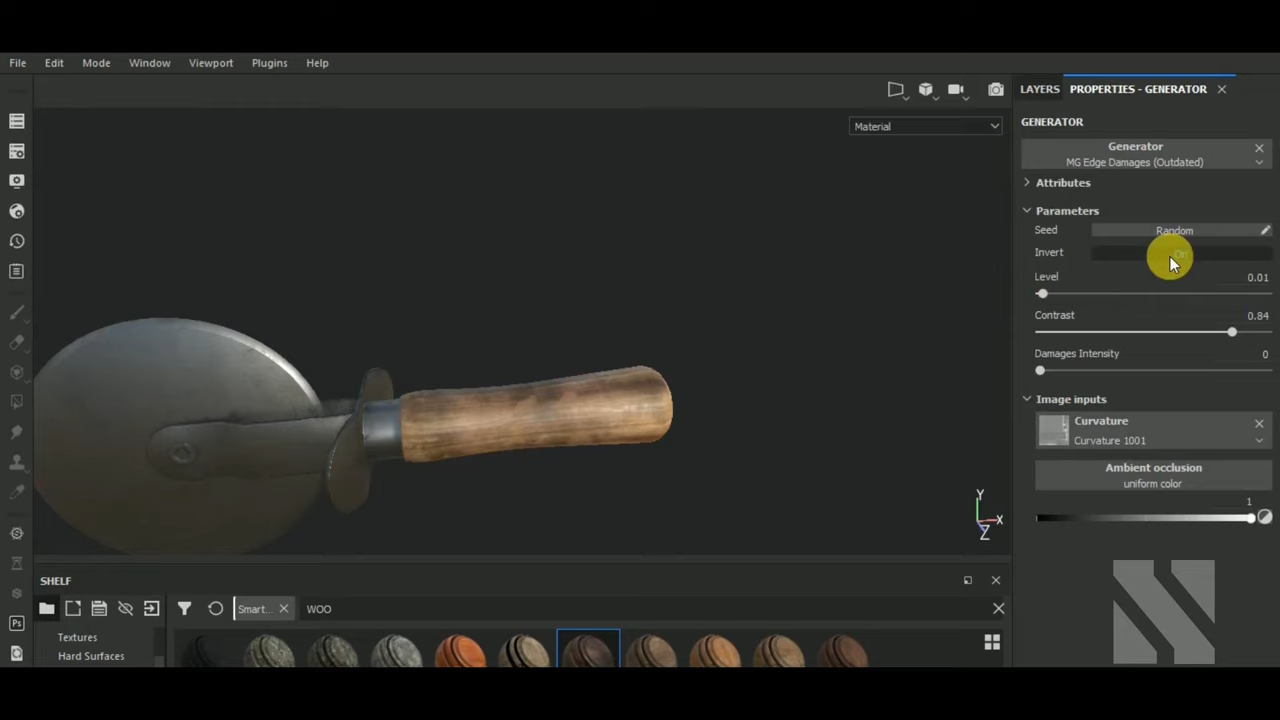 File Edit Mode Window Viewport Plugins Help
LAYERS PROPERTIES - GENERATOR
GENERATOR
Material
Generator
MG Edge Damages (Outdated)
Attributes
Parameters
Seed Random
Invert On
Level 0.01
Contrast 0.84
Damages Intensity 0
Image inputs
Curvature
Curvature 1001
Ambient occlusion
uniform color
1
Y
X
Z
SHELF
Smart... WOO
Ps
Textures
Hard Surfaces